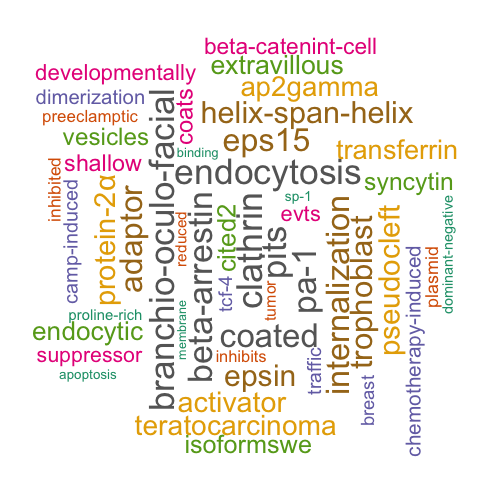 beta-catenint-cell
developmentally
extravillous
dimerization
ap2gamma
preeclamptic
coats
helix-span-helix
vesicles
eps15
binding
transferrin
shallow
endocytosis
syncytin
inhibited
camp-induced
protein-2α
adaptor
branchio-oculo-facial
reduced
beta-arrestin
cited2
clathrin
sp-1
evts
pits
pa-1
internalization
trophoblast
pseudocleft
chemotherapy-induced
plasmid
dominant-negative
tcf-4
tumor
proline-rich
endocytic
membrane
coated
suppressor
inhibits
apoptosis
epsin
traffic
breast
activator
teratocarcinoma
isoformswe